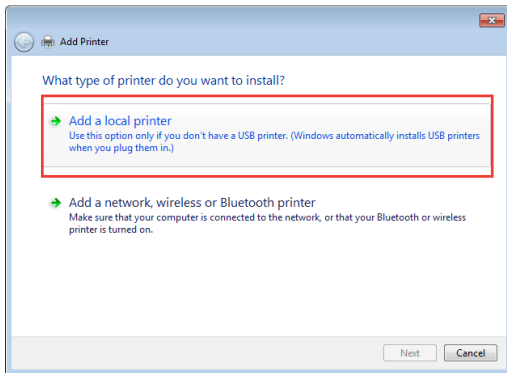 Add Printer
What type of printer do you want to install?
Add a local printer
Use this option only if you don't have a USB printer. (Windows automatically installs USB printers
when you plug them in.)
Add a network, wireless or Bluetooth printer
Make sure that your computer is connected to the network, or that your Bluetooth or wireless
printer is turned on.
Next Cancel